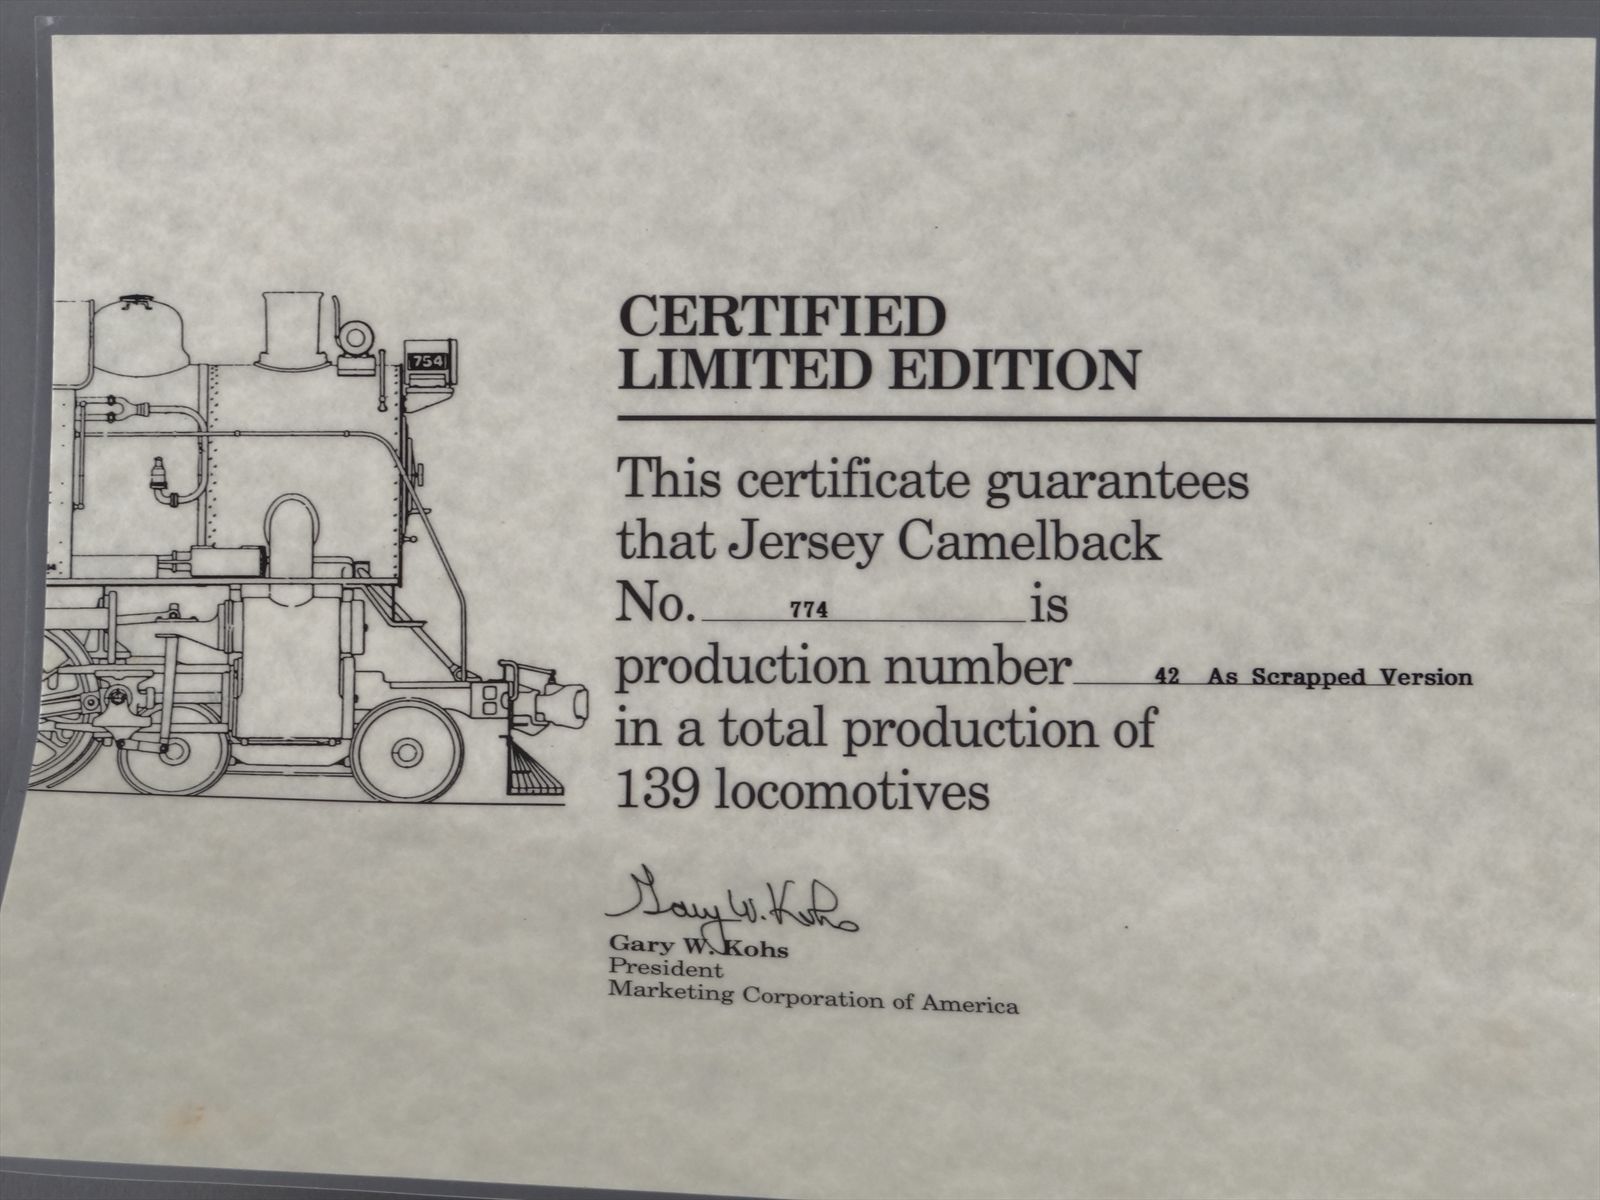 754
CERTIFIED
LIMITED EDITION
This certificate guarantees
that Jersey Camelback
No. 774 is
production number 42 As Scrapped Version
in a total production of
139 locomotives
Gary W. Kohs
Gary W. Kohs
President
Marketing Corporation of America